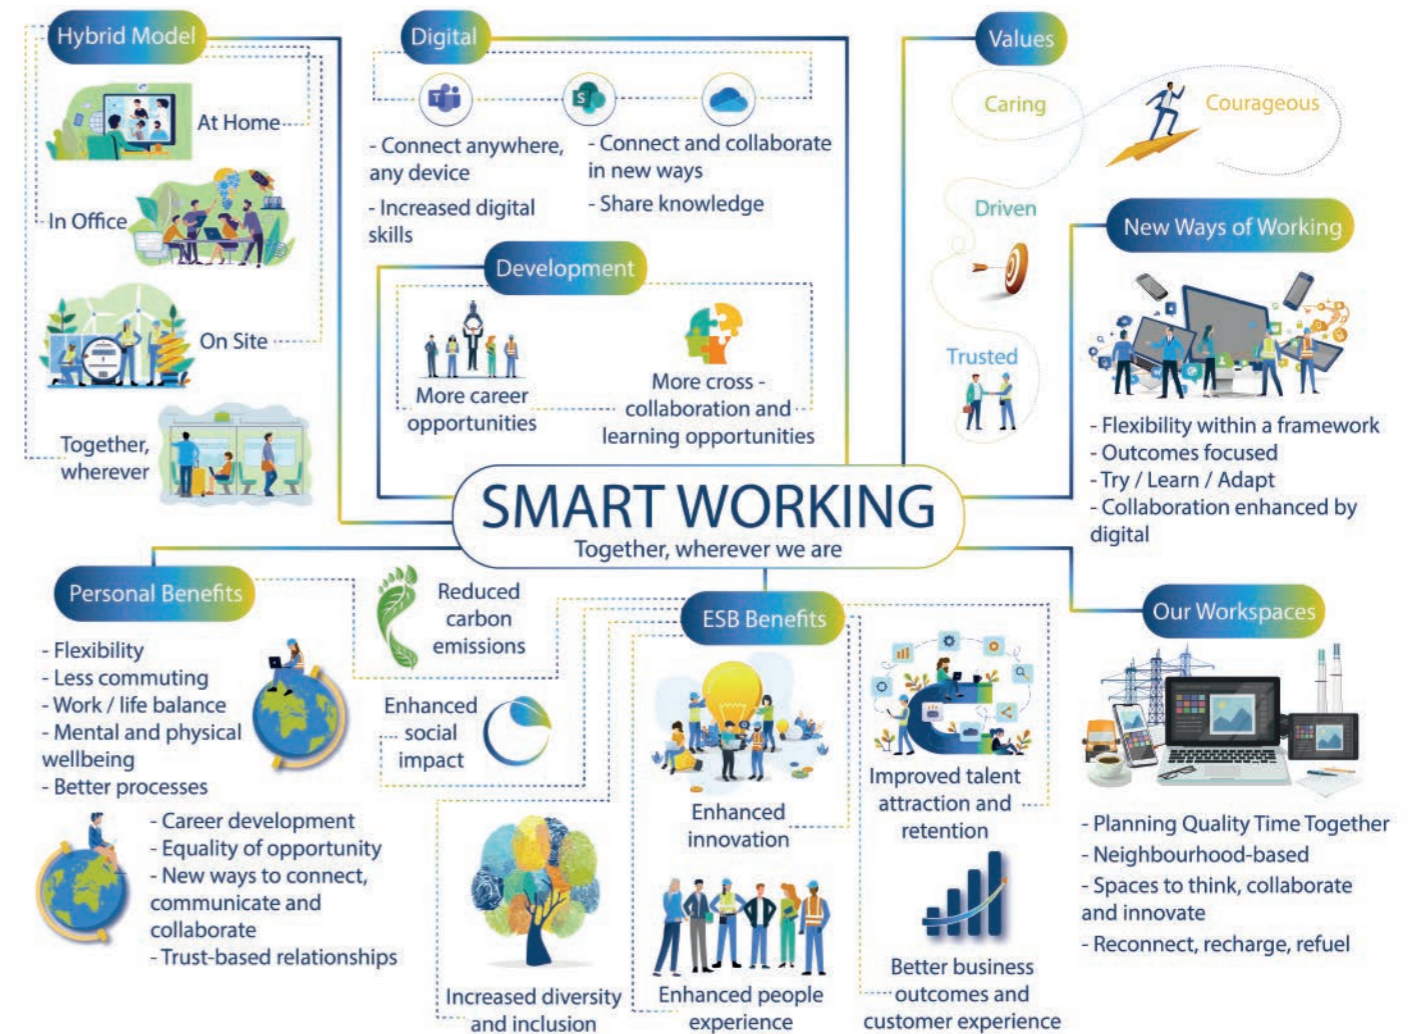 Hybrid Model
At Home
In Office
On Site
Together,
wherever
Digital
- Connect anywhere,
any device
- Increased digital
skills
- Connect and collaborate
in new ways
- Share knowledge
Development
More career
opportunities
More cross -
collaboration and
learning opportunities
Values
Caring
Courageous
Driven
Trusted
New Ways of Working
- Flexibility within a framework
- Outcomes focused
- Try / Learn / Adapt
- Collaboration enhanced by
digital
SMART WORKING
Together, wherever we are
Personal Benefits
- Flexibility
- Less commuting
- Work / life balance
- Mental and physical
wellbeing
- Better processes
- Career development
- Equality of opportunity
- New ways to connect,
communicate and
collaborate
- Trust-based relationships
ESB Benefits
Reduced
carbon
emissions
Enhanced
social
impact
Increased diversity
and inclusion
Enhanced
innovation
Enhanced people
experience
Improved talent
attraction and
retention
Better business
outcomes and
customer experience
Our Workspaces
- Planning Quality Time Together
- Neighbourhood-based
- Spaces to think, collaborate
and innovate
- Reconnect, recharge, refuel